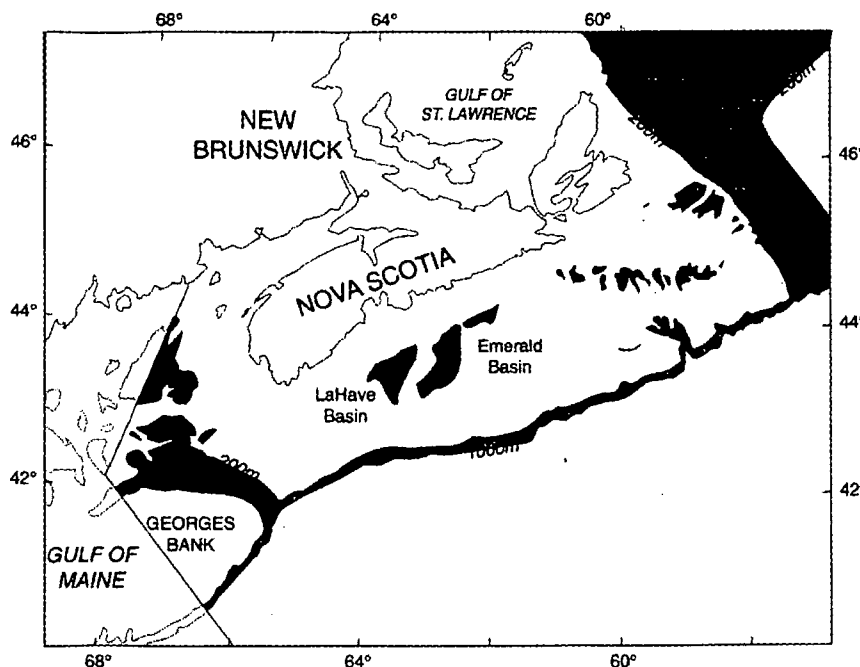 68°
64°
60°
GULF OF
ST. LAWRENCE
NEW
BRUNSWICK
200m
200m
46°
46°
NOVA SCOTIA
44°
44°
Emerald
Basin
LaHave
Basin
200m
1000m
42°
42°
GEORGES
BANK
GULF OF
MAINE
68°
64°
60°